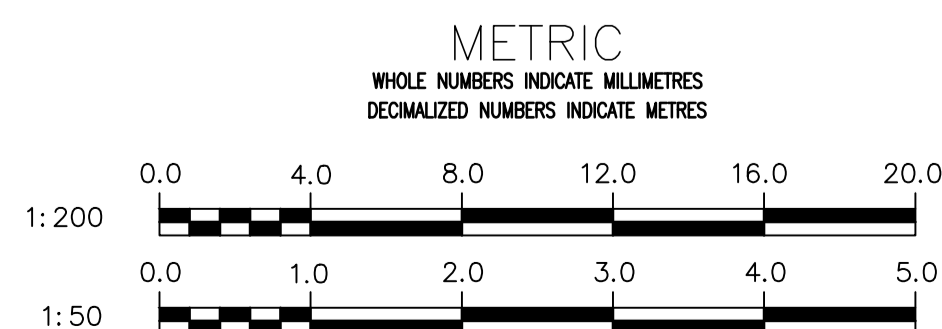 METRIC
WHOLE NUMBERS INDICATE MILLIMETRES
DECIMALIZED NUMBERS INDICATE METRES
0.0 4.0 8.0 12.0 16.0 20.0
1:200
0.0 1.0 2.0 3.0 4.0 5.0
1:50